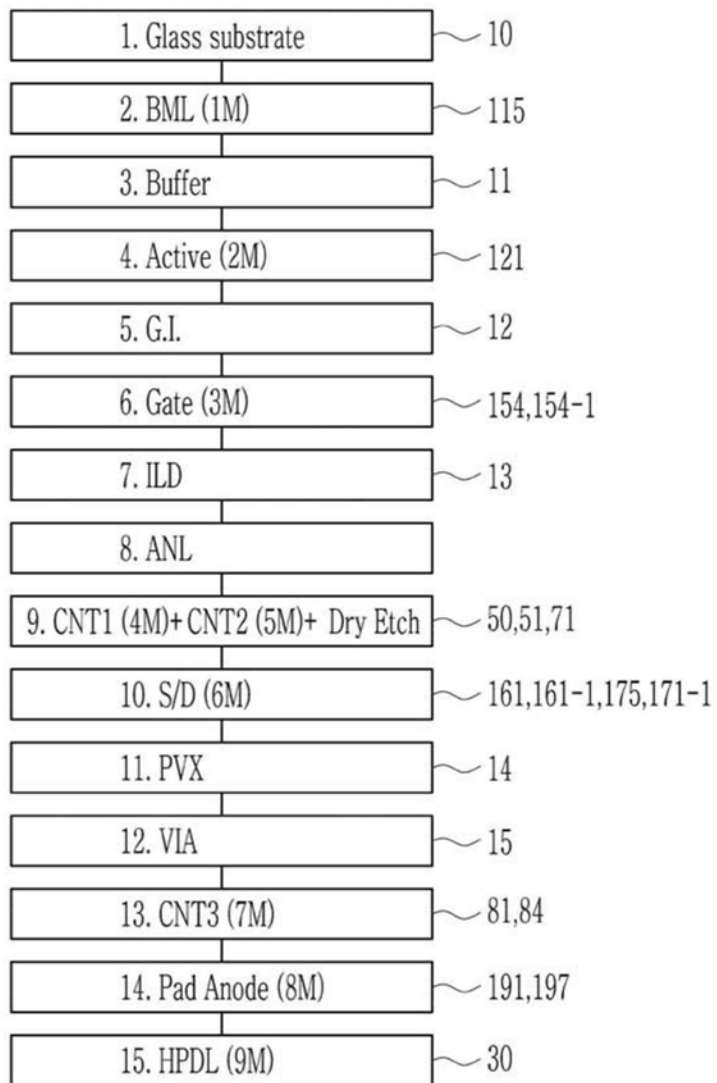 1. Glass substrate 10
2. BML (1M) 115
3. Buffer 11
4. Active (2M) 121
5. G.I. 12
6. Gate (3M) 154,154-1
7. ILD 13
8. ANL
9. CNT1 (4M)+ CNT2 (5M)+ Dry Etch 50,51,71
10. S/D (6M) 161,161-1,175,171-1
11. PVX 14
12. VIA 15
13. CNT3 (7M) 81,84
14. Pad Anode (8M) 191,197
15. HPDL (9M) 30